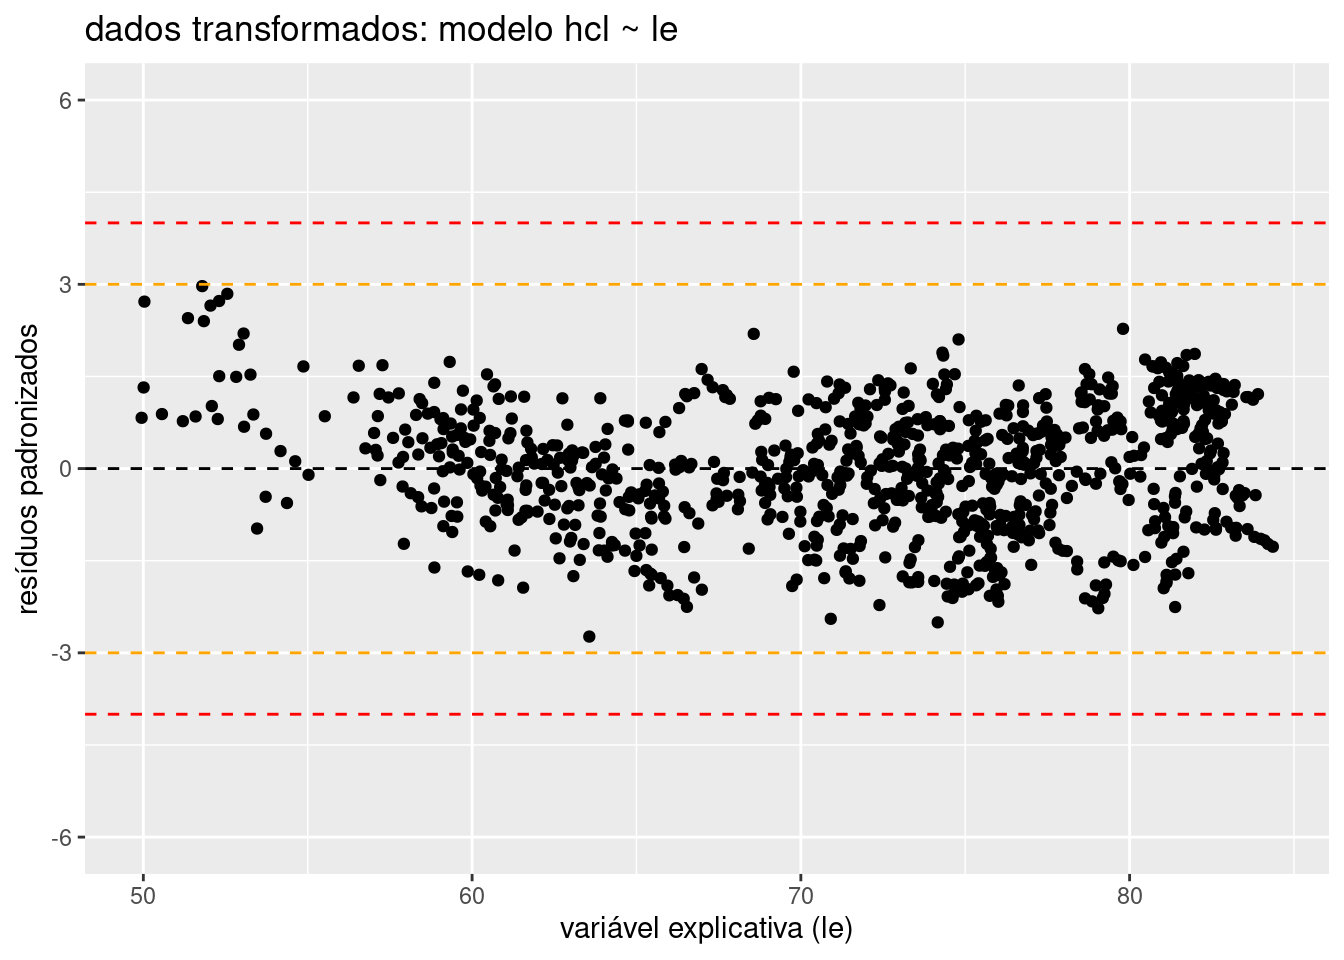 dados transformados: modelo hcl ~ le
6
3
0
-3
-6
resíduos padronizados
50 60 70 80
variável explicativa (le)